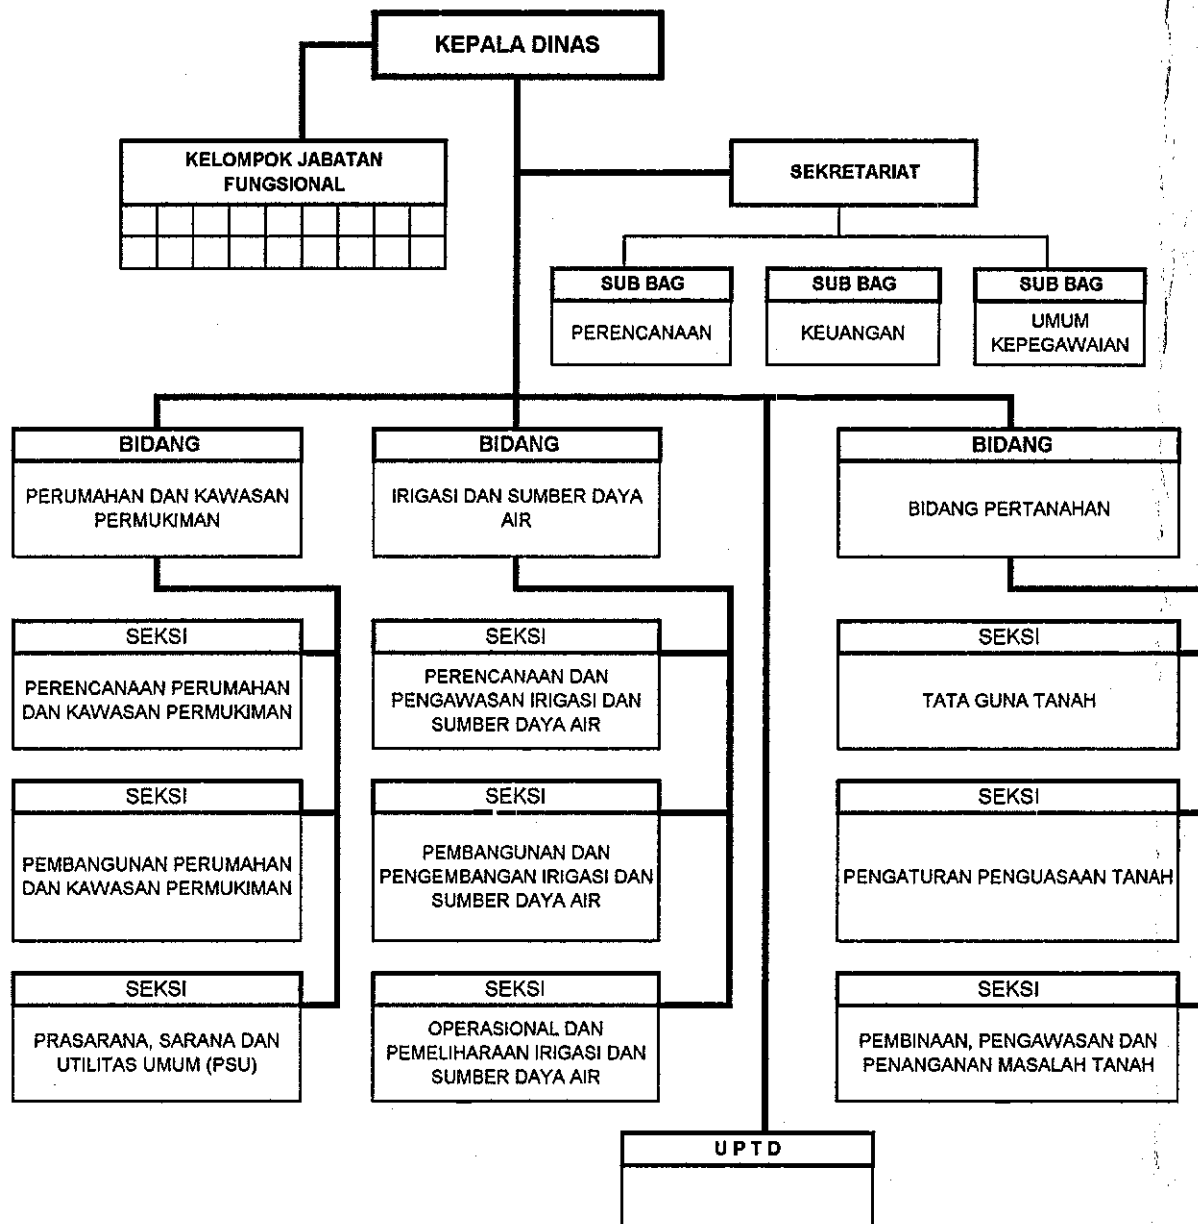 KEPALA DINAS
KELOMPOK JABATAN
FUNGSIONAL
SEKRETARIAT
SUB BAG
PERENCANAAN
SUB BAG
KEUANGAN
SUB BAG
UMUM
KEPEGAWAIAN
BIDANG
PERUMAHAN DAN KAWASAN
PERMUKIMAN
BIDANG
IRIGASI DAN SUMBER DAYA
AIR
BIDANG
BIDANG PERTANAHAN
SEKSI
PERENCANAAN PERUMAHAN
DAN KAWASAN PERMUKIMAN
SEKSI
PERENCANAAN DAN
PENGAWASAN IRIGASI DAN
SUMBER DAYA AIR
SEKSI
TATA GUNA TANAH
SEKSI
PEMBANGUNAN PERUMAHAN
DAN KAWASAN PERMUKIMAN
SEKSI
PEMBANGUNAN DAN
PENGEMBANGAN IRIGASI DAN
SUMBER DAYA AIR
SEKSI
PENGATURAN PENGUASAAN TANAH
SEKSI
PRASARANA, SARANA DAN
UTILITAS UMUM (PSU)
SEKSI
OPERASIONAL DAN
PEMELIHARAAN IRIGASI DAN
SUMBER DAYA AIR
SEKSI
PEMBINAAN, PENGAWASAN DAN
PENANGANAN MASALAH TANAH
U P T D